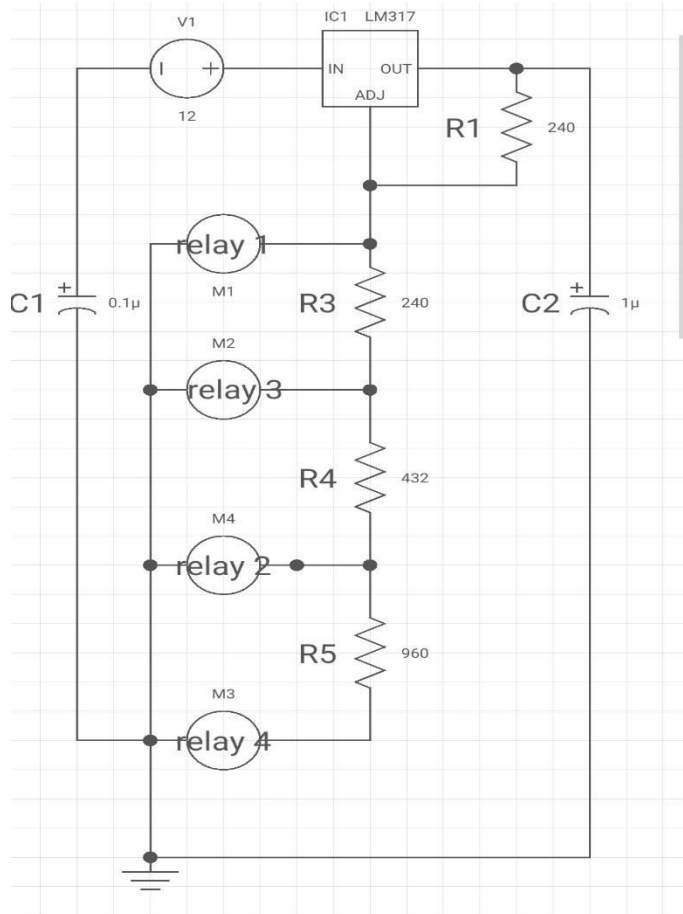 V1
IC1 LM317
IN OUT
ADJ
12
R1 240
relay 1
M1
R3 240
C1 0.1µ
C2 1µ
M2
relay 3
R4 432
M4
relay 2
R5 960
M3
relay 4